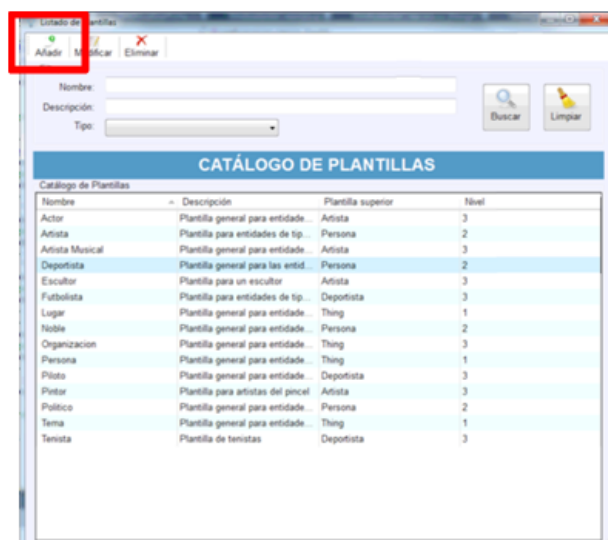 Listado de Plantillas
Añadir Modificar Eliminar
Nombre:
Descripción:
Tipo:
Buscar Limpiar
CATÁLOGO DE PLANTILLAS
Catálogo de Plantillas
Nombre Descripción Plantilla superior Nivel
Actor Plantilla general para entidade... Artista 3
Artista Plantilla para entidades de tip... Persona 2
Artista Musical Plantilla general para entidade... Artista 3
Deportista Plantilla general para las entid... Persona 2
Escultor Plantilla para un escultor Artista 3
Futbolista Plantilla para entidades de tip... Deportista 3
Lugar Plantilla general para entidade... Thing 1
Noble Plantilla general para entidade... Persona 2
Organizacion Plantilla general para entidade... Thing 3
Persona Plantilla general para entidade... Thing 1
Piloto Plantilla general para entidade... Deportista 3
Pintor Plantilla para artistas del pincel Artista 3
Politico Plantilla general para entidade... Persona 2
Tema Plantilla general para entidade... Thing 1
Tenista Plantilla de tenistas Deportista 3